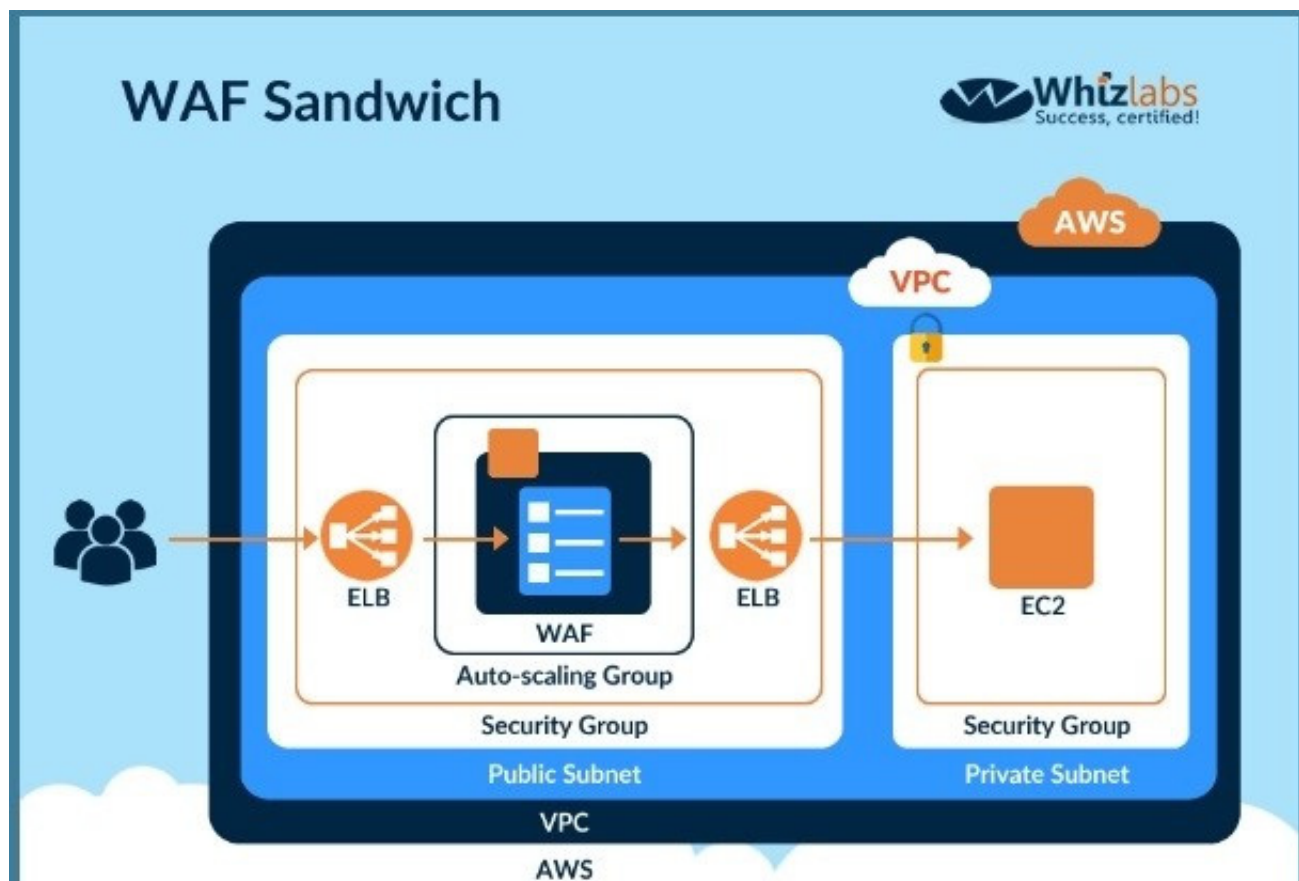 WAF Sandwich
Whizlabs
Success, certified!
AWS
VPC
ELB
WAF
ELB
EC2
Auto-scaling Group
Security Group
Security Group
Public Subnet
Private Subnet
VPC
AWS